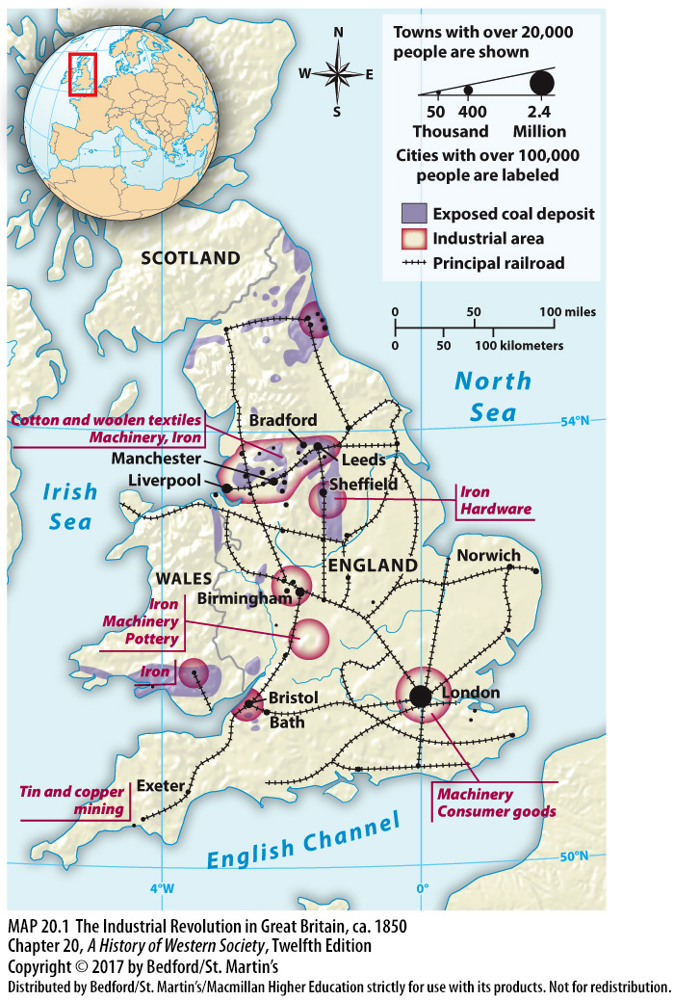 N
W
E
S
Towns with over 20,000
people are shown
50
400
2.4
Thousand
Million
Cities with over 100,000
people are labeled
Exposed coal deposit
Industrial area
Principal railroad
0
50
100 miles
0
50
100 kilometers
SCOTLAND
North
Sea
54°N
Cotton and woolen textiles
Machinery, Iron
Bradford
Manchester
Leeds
Liverpool
Sheffield
Irish
Sea
Iron
Hardware
ENGLAND
Norwich
WALES
Birmingham
Iron
Machinery
Pottery
Iron
London
Bristol
Bath
Tin and copper
mining
Exeter
Machinery
Consumer goods
English Channel
50°N
4°W
0°
MAP 20.1 The Industrial Revolution in Great Britain, ca. 1850
Chapter 20, A History of Western Society, Twelfth Edition
Copyright © 2017 by Bedford/St. Martin's
Distributed by Bedford/St. Martin's/Macmillan Higher Education strictly for use with its products. Not for redistribution.